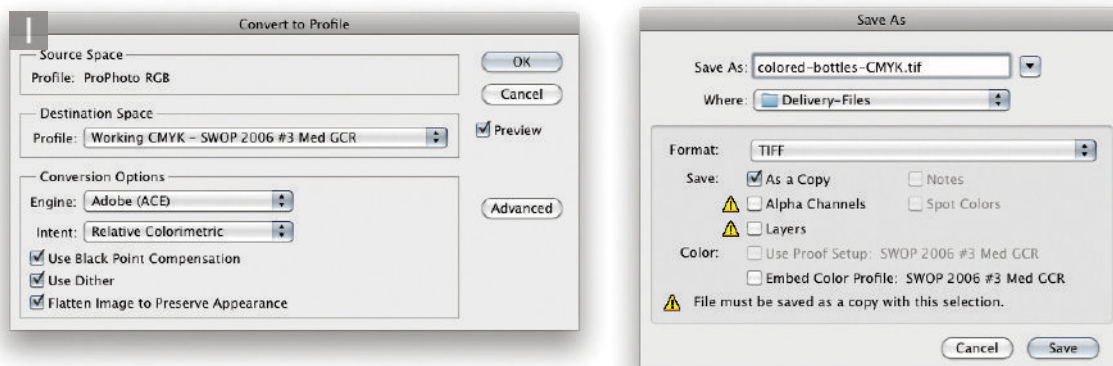 1
Convert to Profile
Source Space
Profile: ProPhoto RGB
Destination Space
Profile: Working CMYK - SWOP 2006 #3 Med GCR
Conversion Options
Engine: Adobe (ACE)
Intent: Relative Colorimetric
Use Black Point Compensation
Use Dither
Flatten Image to Preserve Appearance
OK
Cancel
Preview
Advanced
Save As
Save As: colored-bottles-CMYK.tif
Where: Delivery-Files
Format: TIFF
Save: As a Copy Notes
Alpha Channels Spot Colors
Layers
Color: Use Proof Setup: SWOP 2006 #3 Med GCR
Embed Color Profile: SWOP 2006 #3 Med GCR
File must be saved as a copy with this selection.
Cancel Save